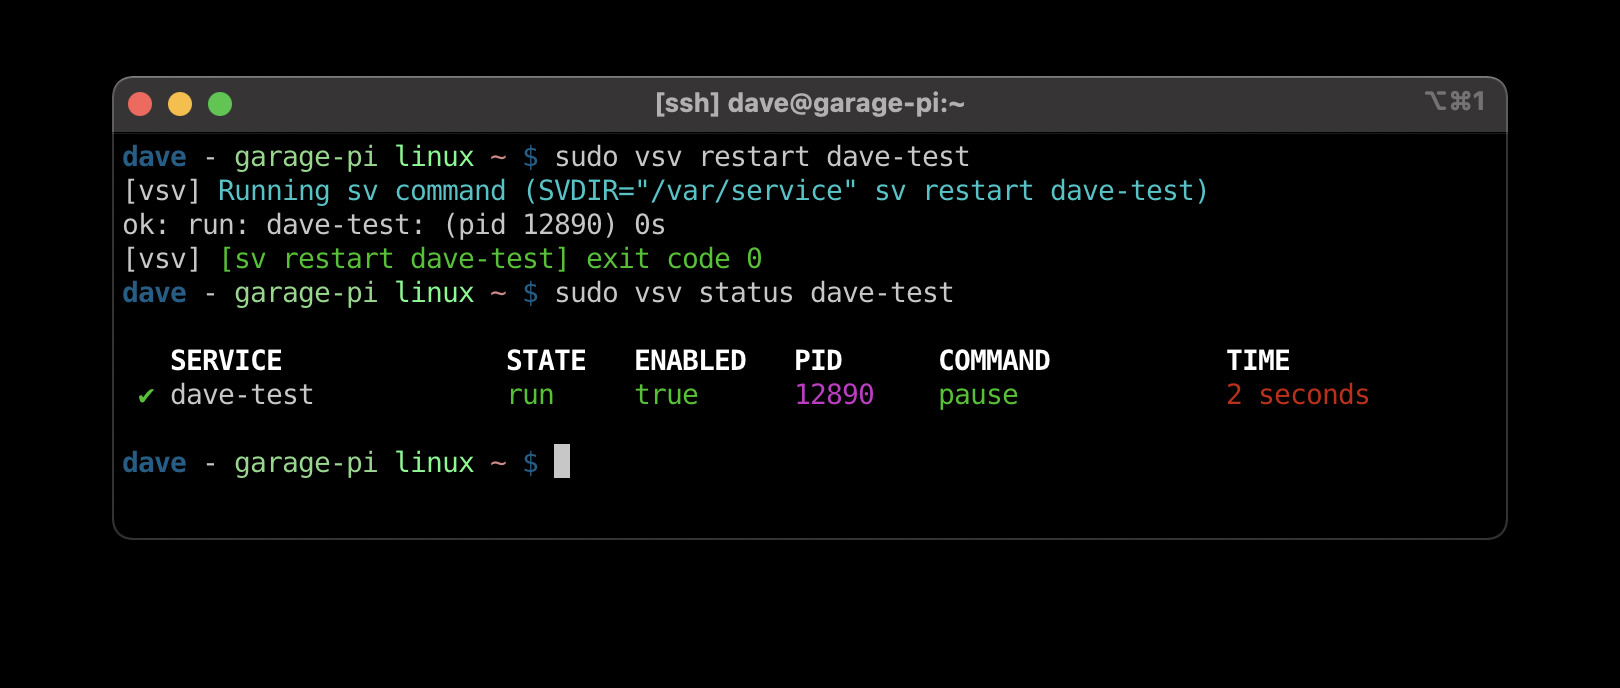 [ssh] dave@garage-pi:~ ⌥⌘1
dave - garage-pi linux ~ $ sudo vsv restart dave-test
[vsv] Running sv command (SVDIR="/var/service" sv restart dave-test)
ok: run: dave-test: (pid 12890) 0s
[vsv] [sv restart dave-test] exit code 0
dave - garage-pi linux ~ $ sudo vsv status dave-test
SERVICE STATE ENABLED PID COMMAND TIME
✔ dave-test run true 12890 pause 2 seconds
dave - garage-pi linux ~ $